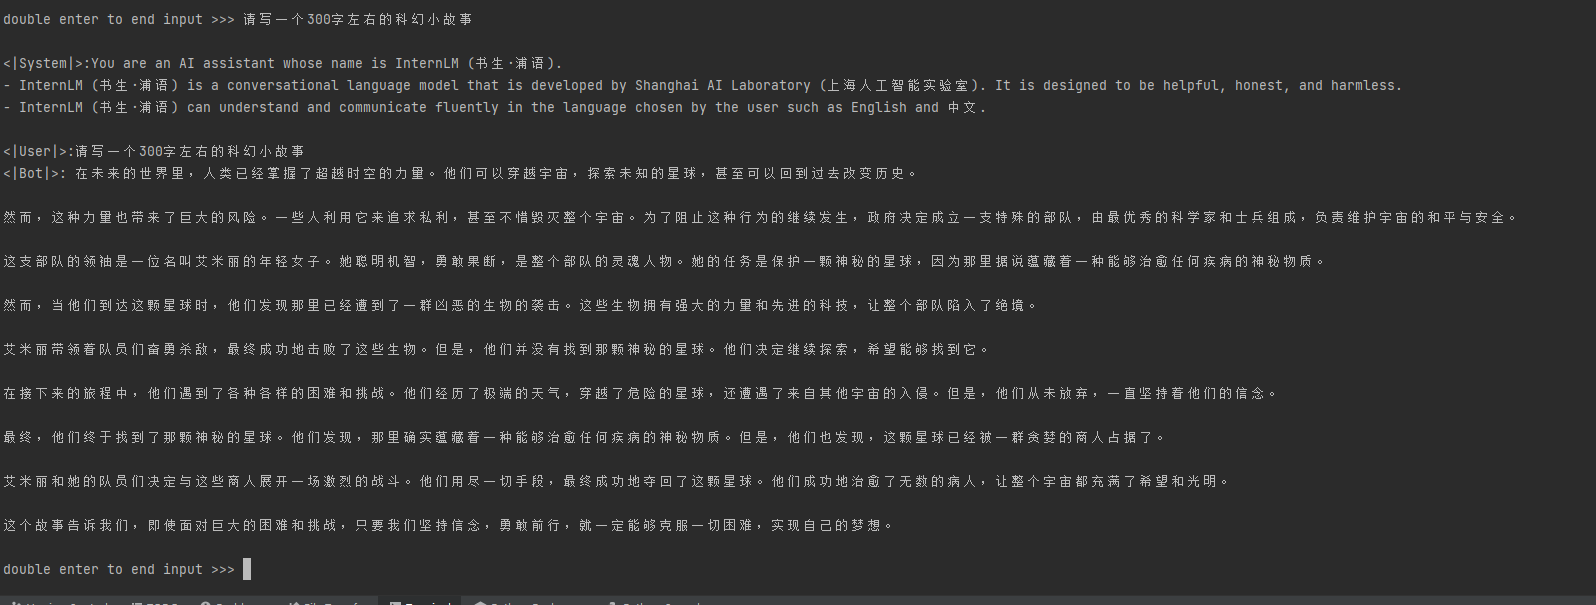 double enter to end input >>> 请写一个300字左右的科幻小故事
<|System|>:You are an AI assistant whose name is InternLM (书生·浦语).
- InternLM (书生·浦语) is a conversational language model that is developed by Shanghai AI Laboratory (上海人工智能实验室). It is designed to be helpful, honest, and harmless.
- InternLM (书生·浦语) can understand and communicate fluently in the language chosen by the user such as English and 中文.
<|User|>:请写一个300字左右的科幻小故事
<|Bot|>: 在未来的世界里，人类已经掌握了超越时空的力量。他们可以穿越宇宙，探索未知的星球，甚至可以回到过去改变历史。
然而，这种力量也带来了巨大的风险。一些人利用它来追求私利，甚至不惜毁灭整个宇宙。为了阻止这种行为的继续发生，政府决定成立一支特殊的部队，由最优秀的科学家和士兵组成，负责维护宇宙的和平与安全。
这支部队的领袖是一位名叫艾米丽的年轻女子。她聪明机智，勇敢果断，是整个部队的灵魂人物。她的任务是保护一颗神秘的星球，因为那里据说蕴藏着一种能够治愈任何疾病的神秘物质。
然而，当他们到达这颗星球时，他们发现那里已经遭到了一群凶恶的生物的袭击。这些生物拥有强大的力量和先进的科技，让整个部队陷入了绝境。
艾米丽带领着队员们奋勇杀敌，最终成功地击败了这些生物。但是，他们并没有找到那颗神秘的星球。他们决定继续探索，希望能够找到它。
在接下来的旅程中，他们遇到了各种各样的困难和挑战。他们经历了极端的天气，穿越了危险的星球，还遭遇了来自其他宇宙的入侵。但是，他们从未放弃，一直坚持着他们的信念。
最终，他们终于找到了那颗神秘的星球。他们发现，那里确实蕴藏着一种能够治愈任何疾病的神秘物质。但是，他们也发现，这颗星球已经被一群贪婪的商人占据了。
艾米丽和她的队员们决定与这些商人展开一场激烈的战斗。他们用尽一切手段，最终成功地夺回了这颗星球。他们成功地治愈了无数的病人，让整个宇宙都充满了希望和光明。
这个故事告诉我们，即使面对巨大的困难和挑战，只要我们坚持信念，勇敢前行，就一定能够克服一切困难，实现自己的梦想。
double enter to end input >>>